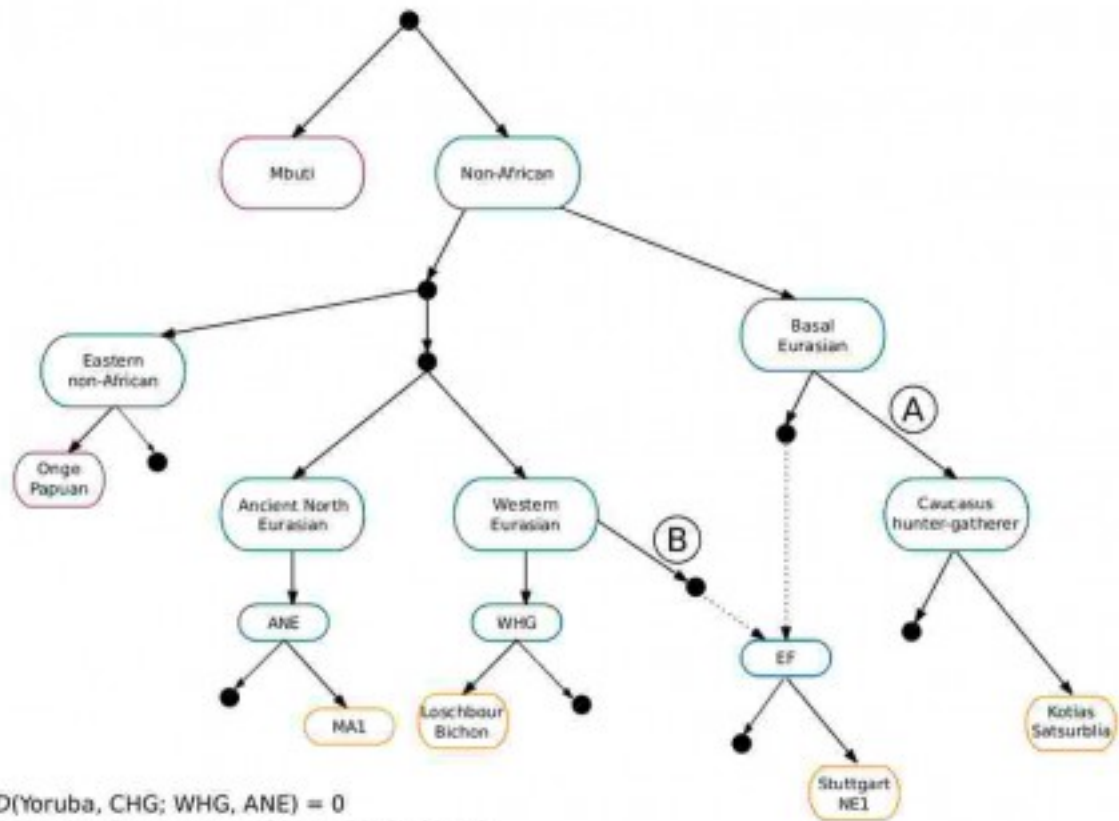 Mbuti
Non-African
Basal
Eurasian
Eastern
non-African
A
Onge
Papuan
Ancient North
Eurasian
Western
Eurasian
Caucasus
hunter-gatherer
B
ANE
WHG
EF
MA1
Loschbour
Bichon
Kotias
Satsurblia
Stuttgart
NE1
D(Yoruba, CHG; WHG, ANE) = 0